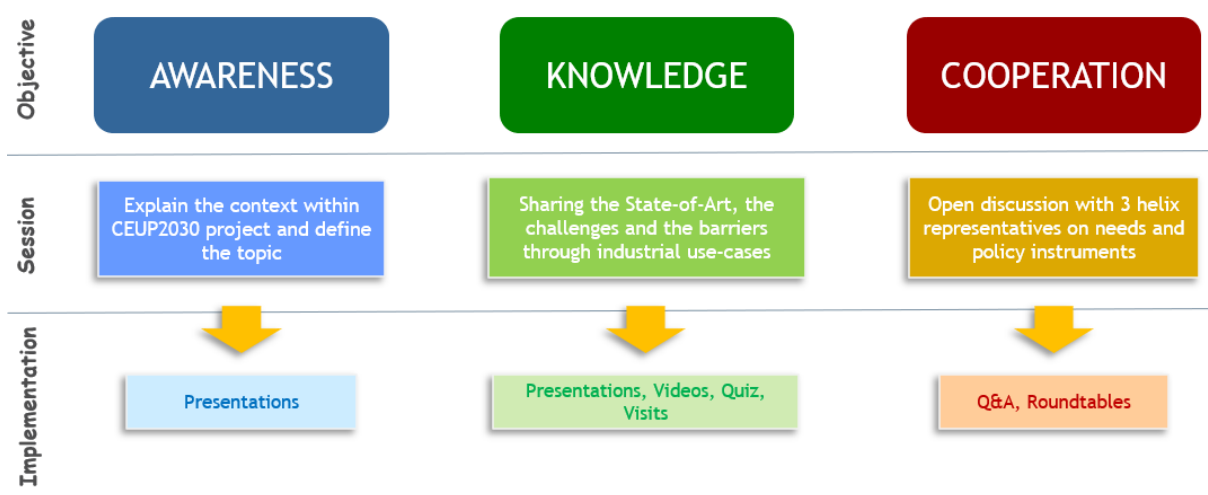 Objective
AWARENESS
KNOWLEDGE
COOPERATION
Session
Explain the context within
CEUP2030 project and define
the topic
Sharing the State-of-Art, the
challenges and the barriers
through industrial use-cases
Open discussion with 3 helix
representatives on needs and
policy instruments
Implementation
Presentations
Presentations, Videos, Quiz,
Visits
Q&A, Roundtables